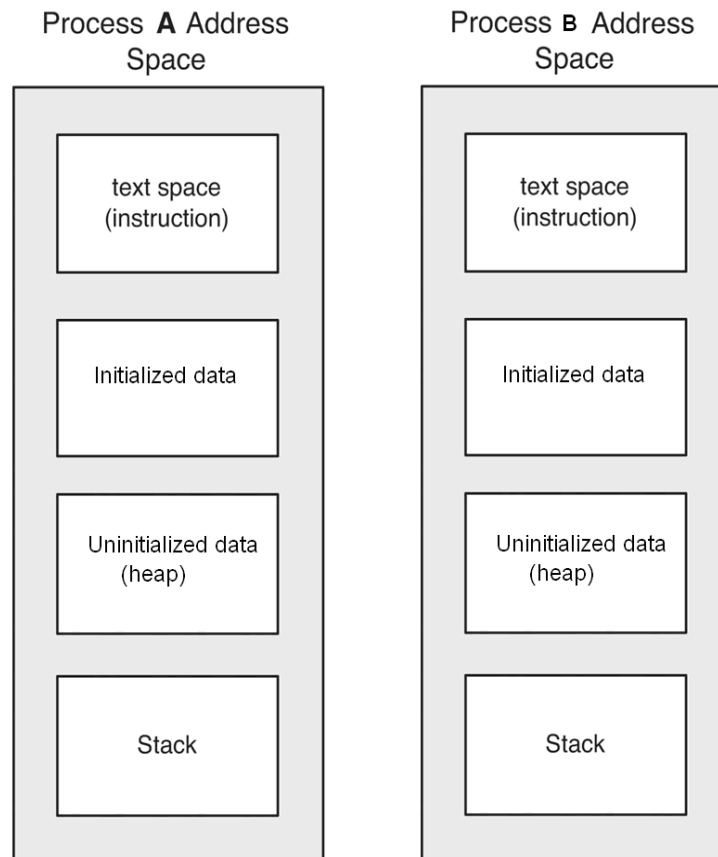 Process A Address
Space
text space
(instruction)
Initialized data
Uninitialized data
(heap)
Stack
Process B Address
Space
text space
(instruction)
Initialized data
Uninitialized data
(heap)
Stack